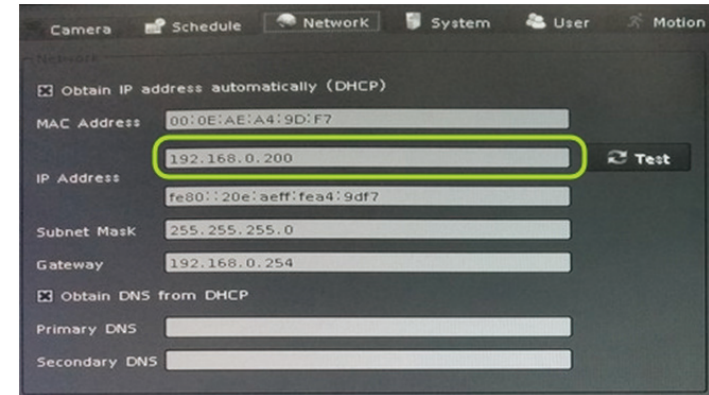 Camera Schedule Network System User Motion
Network
Obtain IP address automatically (DHCP)
MAC Address 00:0E:AE:A4:9D:F7
192.168.0.200 Test
IP Address
fe80::20e:aeff:fea4:9df7
Subnet Mask 255.255.255.0
Gateway 192.168.0.254
Obtain DNS from DHCP
Primary DNS
Secondary DNS